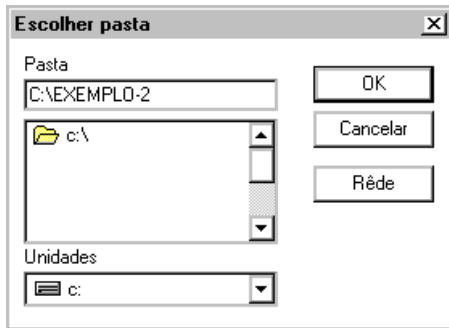 Escolher pasta
Pasta
C:\EXEMPLO-2
OK
c:\
Cancelar
Rêde
Unidades
c: